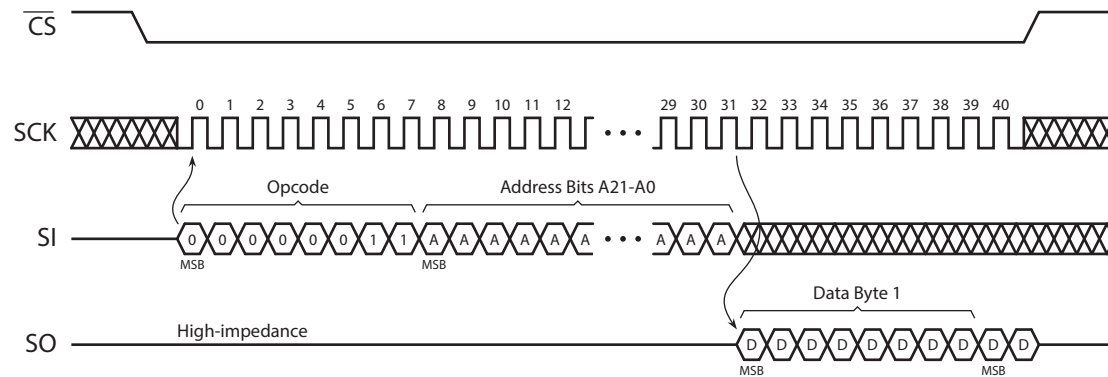 CS
0 1 2 3 4 5 6 7 8 9 10 11 12 29 30 31 32 33 34 35 36 37 38 39 40
SCK
Opcode Address Bits A21-A0
SI 0 0 0 0 0 0 1 1 A A A A A A A A A
MSB MSB
Data Byte 1
High-impedance
SO D D D D D D D D D D
MSB MSB